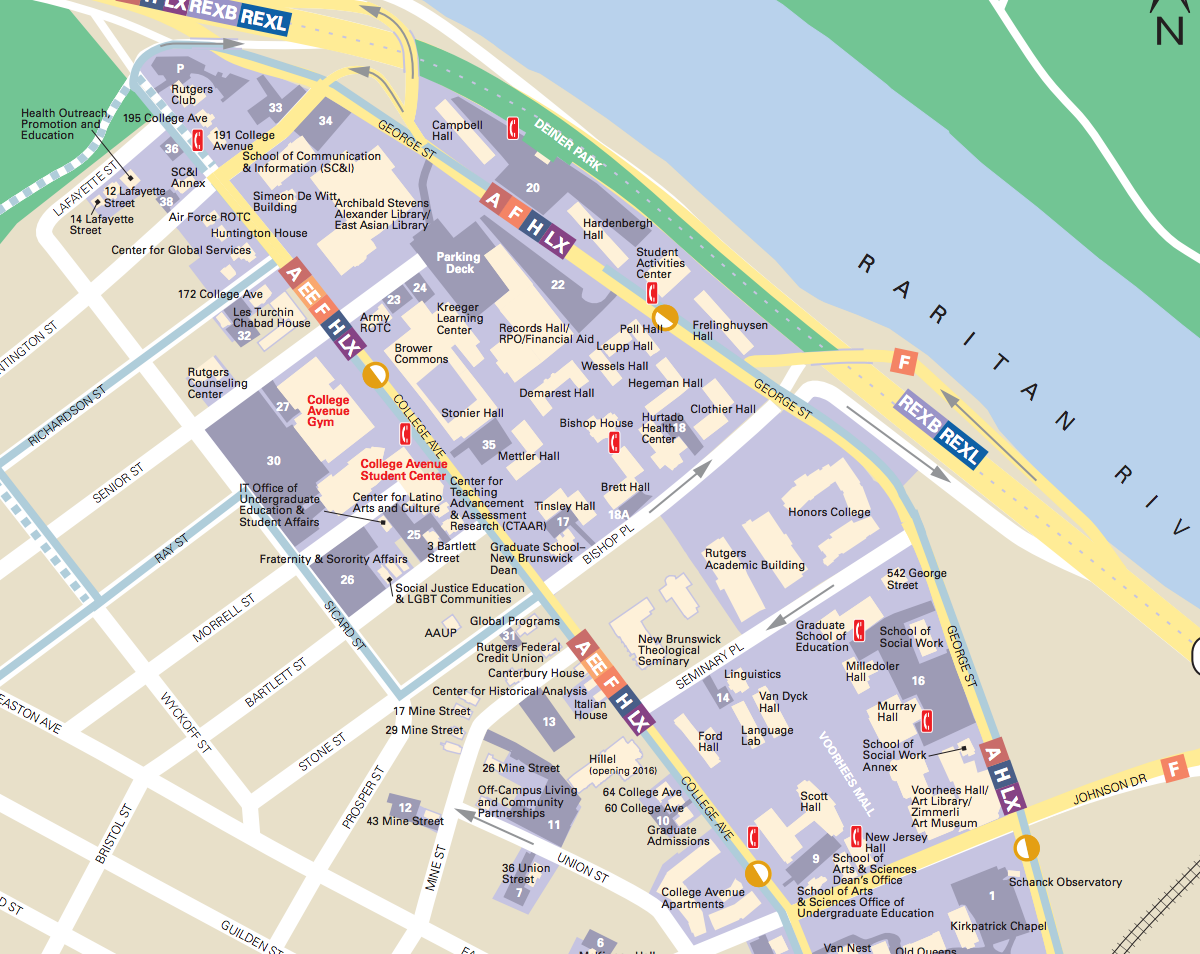 H LX REXB REXL
N
P
Rutgers
Club
33
34
Health Outreach,
Promotion and
Education
195 College Ave
191 College
Avenue
36
School of Communication
& Information (SC&I)
SC&I
Annex
GEORGE ST
Campbell
Hall
DEINER PARK
LAFAYETTE ST
12 Lafayette
Street
14 Lafayette
Street
38
Simeon De Witt
Building
Archibald Stevens
Alexander Library/
East Asian Library
Air Force ROTC
Huntington House
Center for Global Services
20
A F H LX
Hardenbergh
Hall
Student
Activities
Center
Parking
Deck
22
24
23
172 College Ave
Les Turchin
Chabad House
32
A EE F H LX
Army
ROTC
Kreeger
Learning
Center
Records Hall/
RPO/Financial Aid
Pell Hall
Frelinghuysen
Hall
Leupp Hall
Brower
Commons
Wessels Hall
Hegeman Hall
Demarest Hall
NTINGTON ST
RICHARDSON ST
Rutgers
Counseling
Center
27
College
Avenue
Gym
COLLEGE AVE
Stonier Hall
Bishop House
Hurtado
Health
Center
18
Clothier Hall
GEORGE ST
F
REXB REXL
RARITAN RIV
30
College Avenue
Student Center
35
Mettler Hall
SENIOR ST
IT Office of
Undergraduate
Education &
Student Affairs
Center for Latino
Arts and Culture
Center for
Teaching
Advancement
& Assessment
Research (CTAAR)
Brett Hall
Tinsley Hall
17
18A
Honors College
RAY ST
25
3 Bartlett
Street
Graduate School–
New Brunswick
Dean
BISHOP PL
Rutgers
Academic Building
Fraternity & Sorority Affairs
26
Social Justice Education
& LGBT Communities
542 George
Street
SICARD ST
MORRELL ST
AAUP
Global Programs
31
Rutgers Federal
Credit Union
Canterbury House
Center for Historical Analysis
A EE F H LX
New Brunswick
Theological
Seminary
SEMINARY PL
Graduate
School of
Education
School of
Social Work
GEORGE ST
Milledoler
Hall
16
BARTLETT ST
WYCKOFF ST
EASTON AVE
17 Mine Street
29 Mine Street
13
Italian
House
Linguistics
14
Van Dyck
Hall
Language
Lab
Ford
Hall
Murray
Hall
VOORHEES MALL
School of
Social Work
Annex
A H LX
F
JOHNSON DR
STONE ST
PROSPER ST
26 Mine Street
Hillel
(opening 2016)
COLLEGE AVE
Off-Campus Living
and Community
Partnerships
11
64 College Ave
60 College Ave
10
Graduate
Admissions
Scott
Hall
Voorhees Hall/
Art Library/
Zimmerli
Art Museum
12
43 Mine Street
BRISTOL ST
MINE ST
UNION ST
36 Union
Street
7
New Jersey
Hall
9
School of
Arts & Sciences
Dean's Office
School of Arts
& Sciences Office of
Undergraduate Education
College Avenue
Apartments
Schanck Observatory
1
Kirkpatrick Chapel
D ST
GUILDEN ST
6
Van Nest
Old Queens